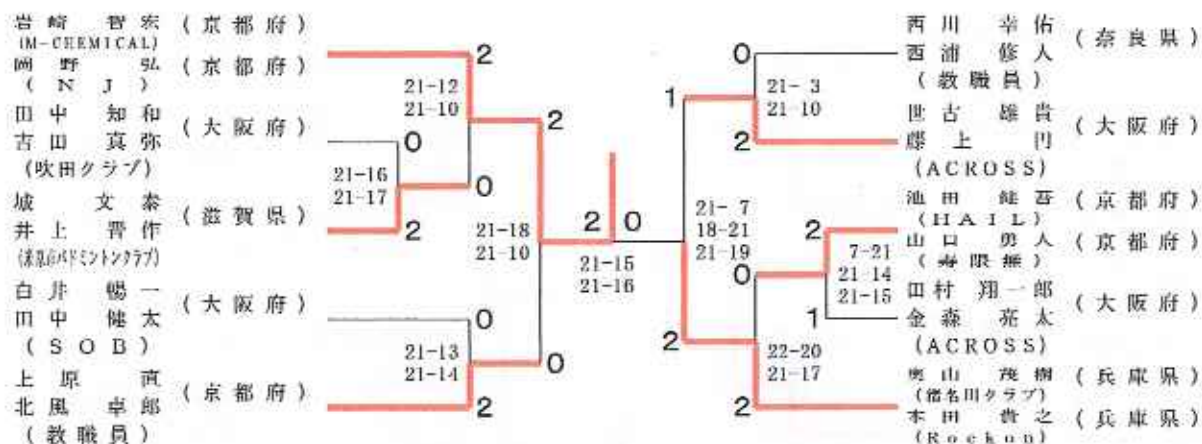 岩崎 智宏 (京都府)
(M-CHEMICAL)
岡野 弘 (京都府)
(NJ)
田中 知和
吉田 真弥
(大阪府)
(吹田クラブ)
城 文泰
井上 晋作
(滋賀県)
白井 暢一
田中 健太
(大阪府)
(SOB)
上原 直
北風 卓郎
(京都府)
(教職員)
2
21-12
21-10
2
0
21-16
21-17
0
2
21-18
21-10
0
21-13
21-14
0
2
2 0
21-15
21-16
0
21- 3
21-10
1
2
21- 7
18-21
21-19
2
7-21
21-14
21-15
0
1
2
22-20
21-17
2
西川 幸佑
西浦 修人
(奈良県)
(教職員)
世古 雄貴
藤上 円
(大阪府)
(ACROSS)
池田 健吾 (京都府)
(HAIL)
山口 勇人 (京都府)
(寿限無)
田村 翔一郎
金森 亮太
(大阪府)
(ACROSS)
奥山 茂樹 (兵庫県)
(猪名川クラブ)
本田 貴之 (兵庫県)
(Rockon)